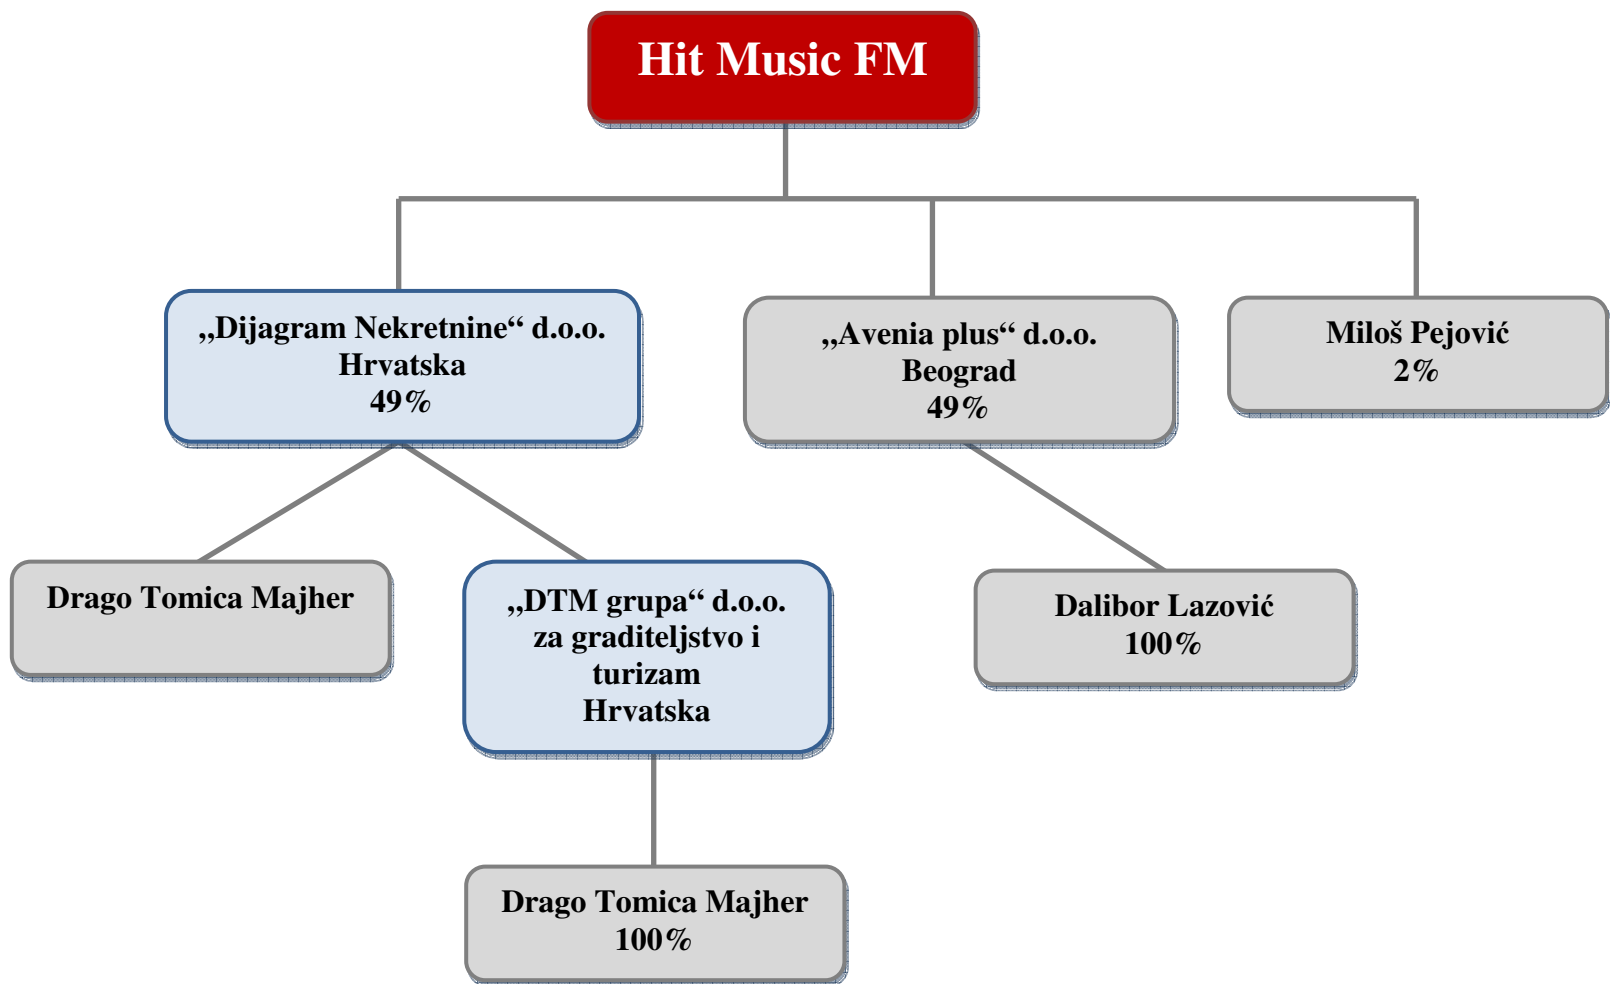 Hit Music FM
„Dijagram Nekretnine“ d.o.o.
Hrvatska
49%
„Avenia plus“ d.o.o.
Beograd
49%
Miloš Pejović
2%
Drago Tomica Majher
„DTM grupa“ d.o.o.
za graditeljstvo i
turizam
Hrvatska
Dalibor Lazović
100%
Drago Tomica Majher
100%